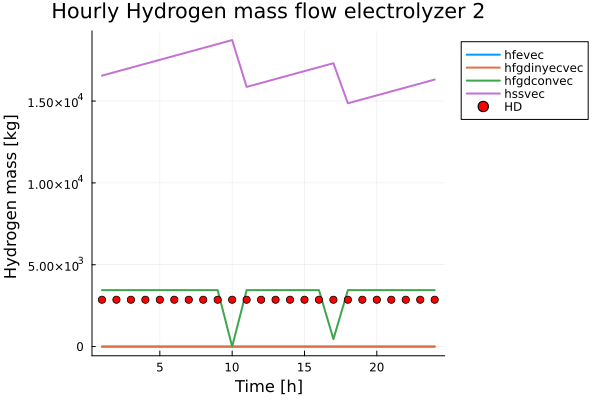 Hourly Hydrogen mass flow electrolyzer 2
hfevec
hfgdinyecvec
hfgdconvec
hssvec
HD
Hydrogen mass [kg]
1.50×10⁴
1.00×10⁴
5.00×10³
0
5 10 15 20
Time [h]